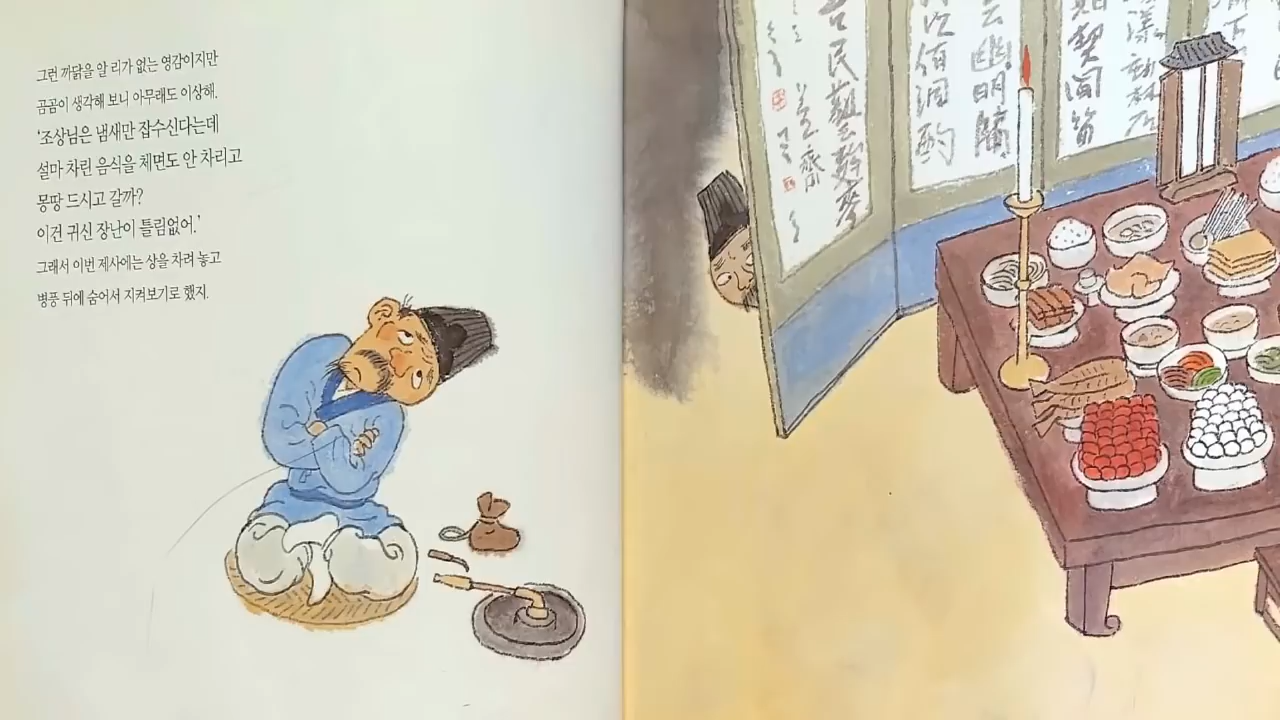 그런 까닭을 알 리가 없는 영감이지만
곰곰이 생각해 보니 아무래도 이상해.
'조상님은 냄새만 잡수신다는데
설마 차린 음식을 체면도 안 차리고
몽땅 드시고 갈까?
이건 귀신 장난이 틀림없어.'
그래서 이번 제사에는 상을 차려 놓고
병풍 뒤에 숨어서 지켜보기로 했지.